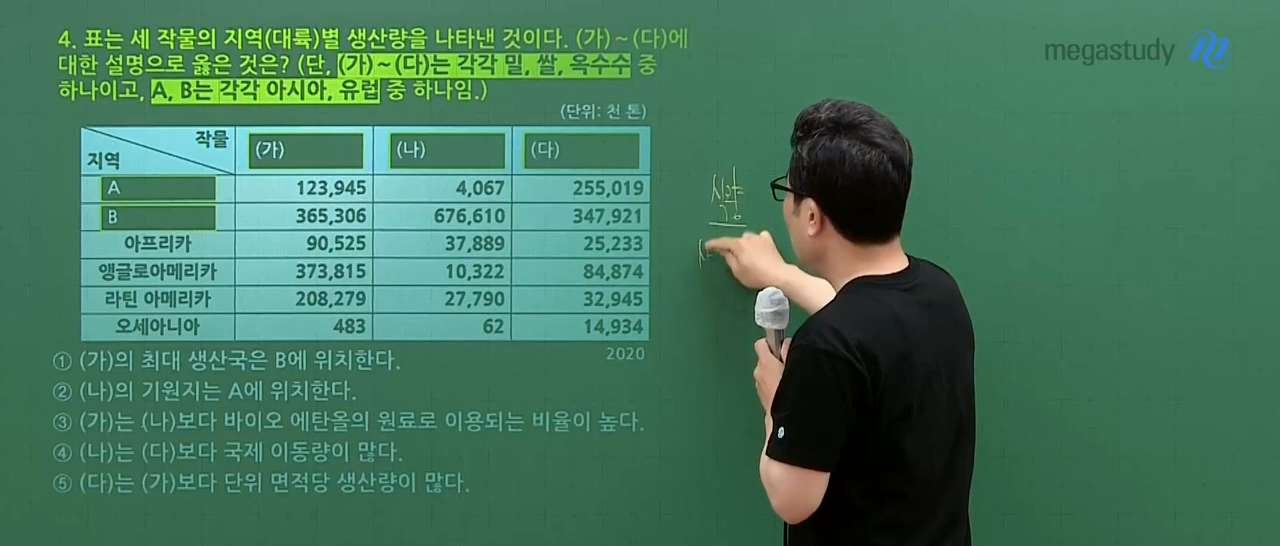 4. 표는 세 작물의 지역(대륙)별 생산량을 나타낸 것이다. (가)~(다)에
대한 설명으로 옳은 것은? (단, (가)~(다)는 각각 밀, 쌀, 옥수수 중
하나이고, A, B는 각각 아시아, 유럽 중 하나임.)
(단위: 천 톤)
작물 지역 (가) (나) (다)
A 123,945 4,067 255,019
B 365,306 676,610 347,921
아프리카 90,525 37,889 25,233
앵글로아메리카 373,815 10,322 84,874
라틴 아메리카 208,279 27,790 32,945
오세아니아 483 62 14,934
2020
① (가)의 최대 생산국은 B에 위치한다.
② (나)의 기원지는 A에 위치한다.
③ (가)는 (나)보다 바이오 에탄올의 원료로 이용되는 비율이 높다.
④ (나)는 (다)보다 국제 이동량이 많다.
⑤ (다)는 (가)보다 단위 면적당 생산량이 많다.
megastudy